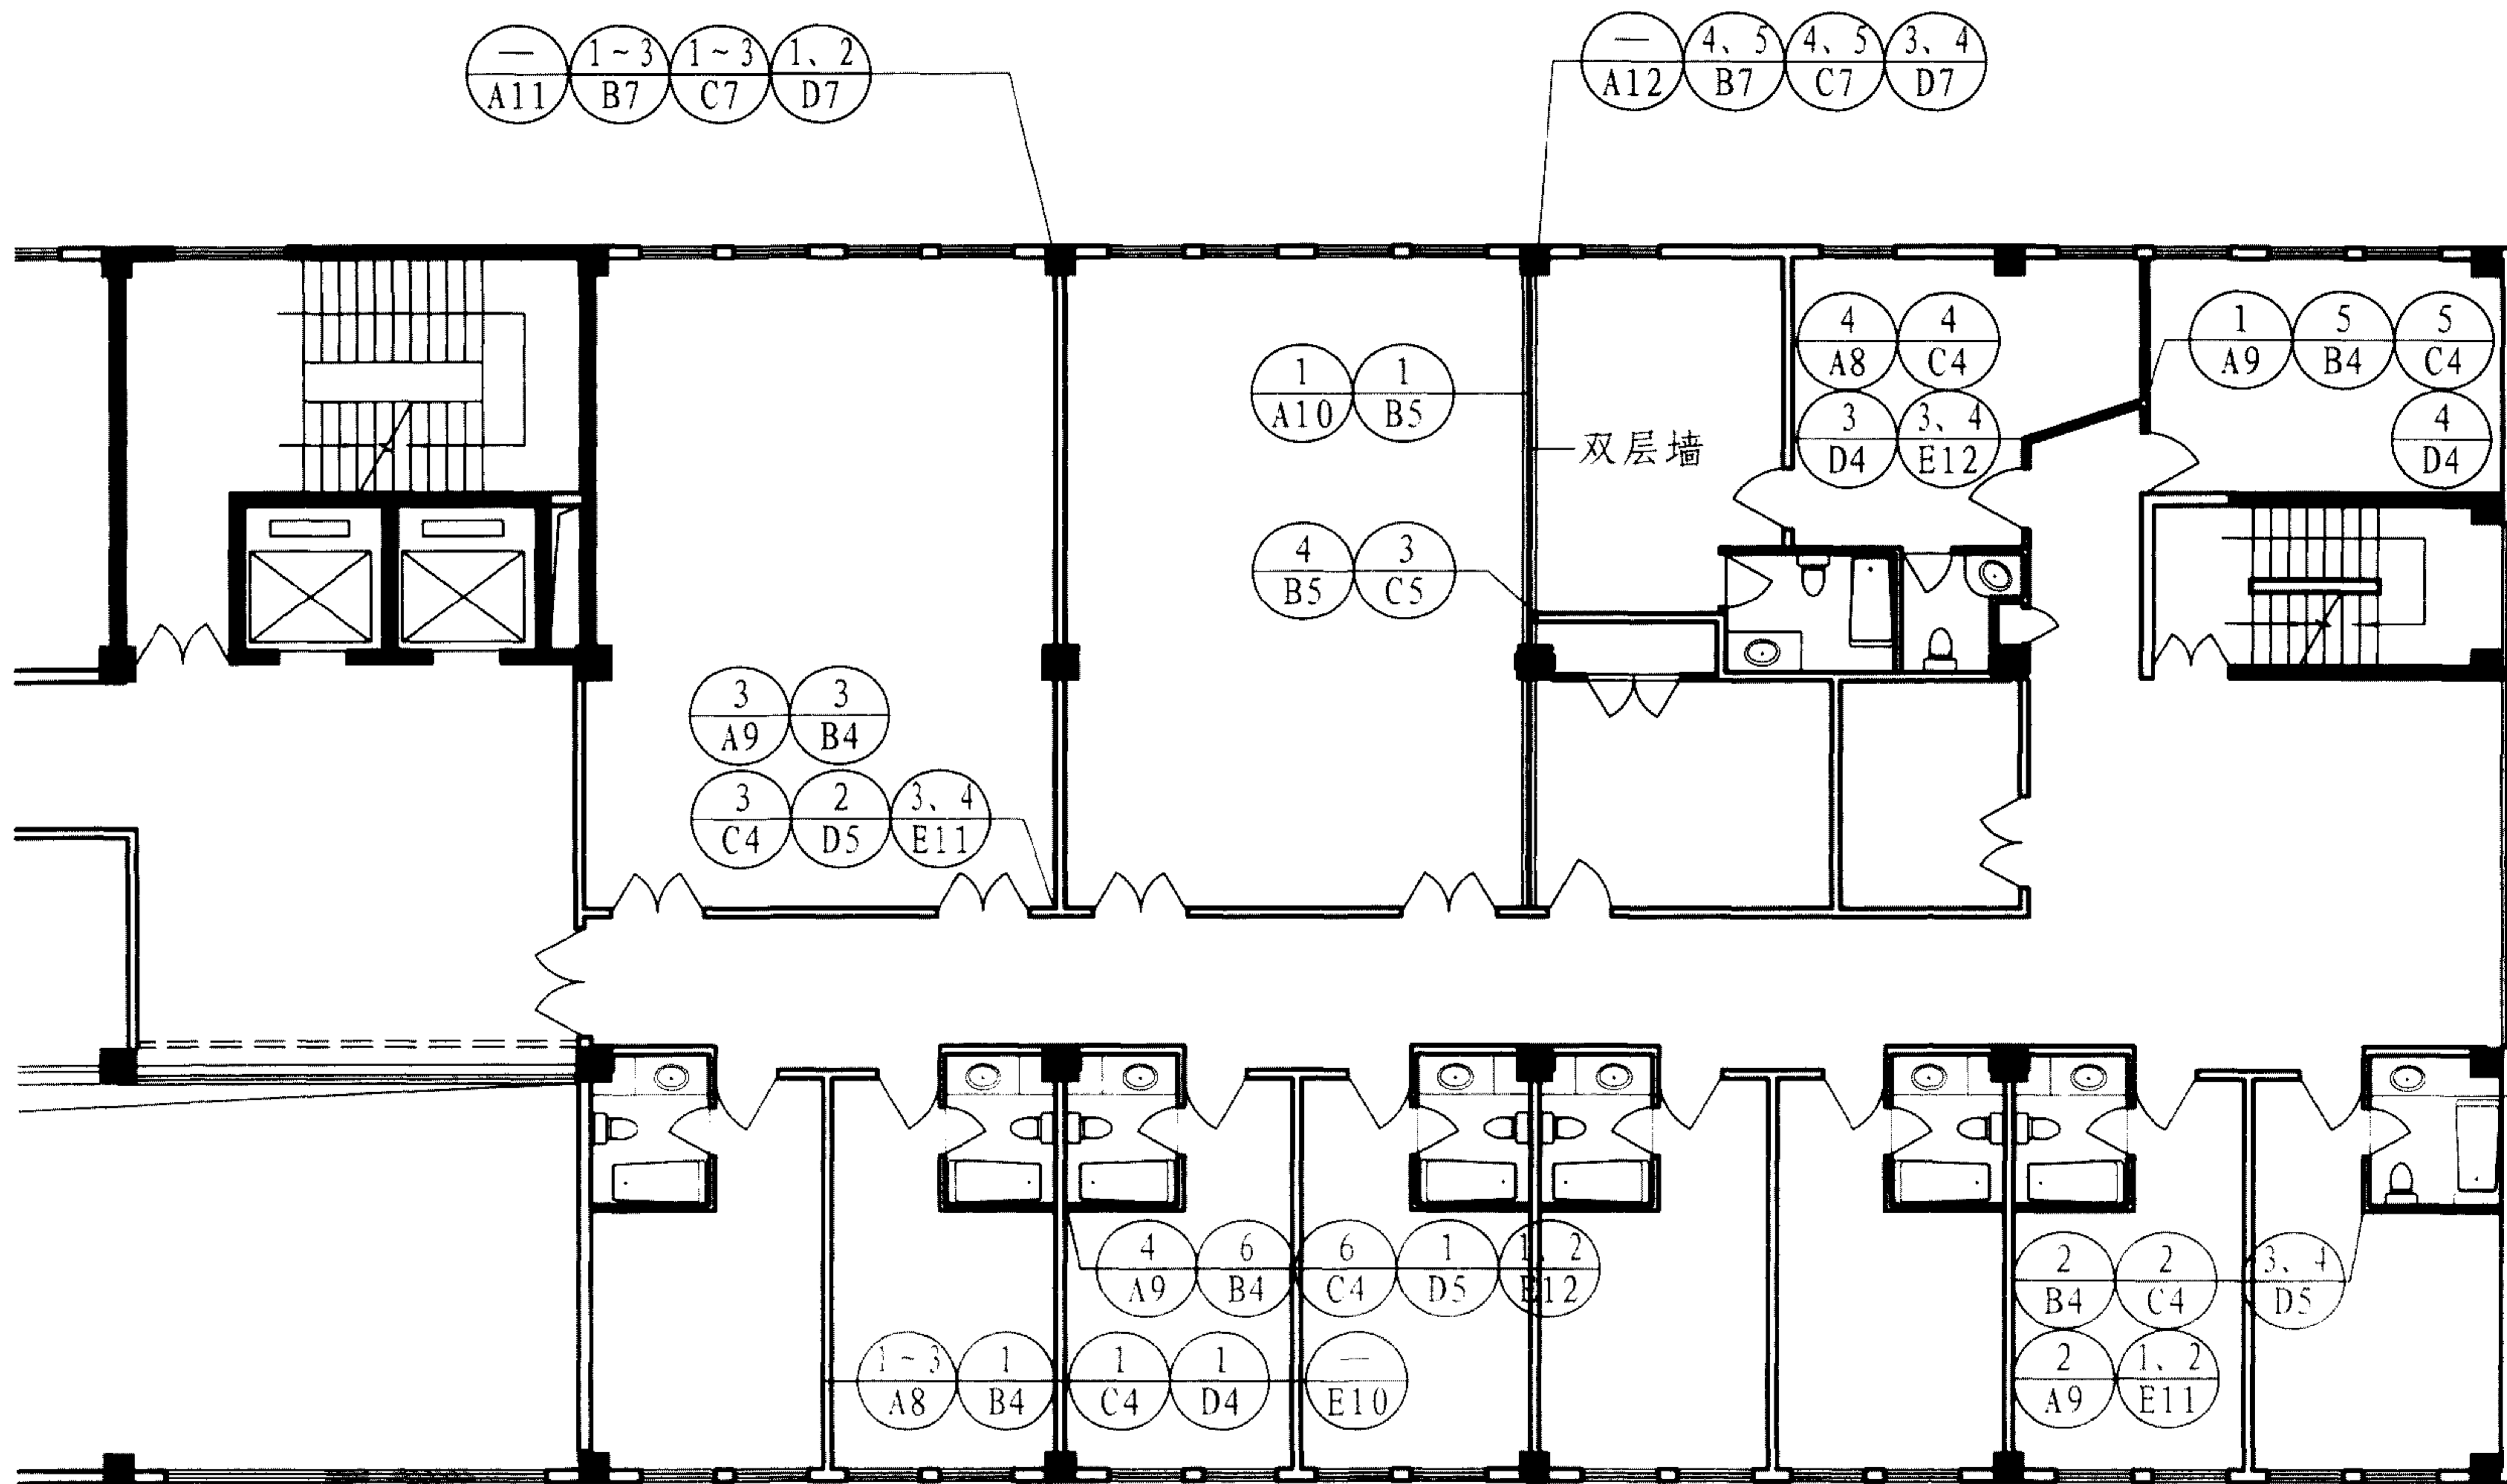 — 1~3 1~3 1、2
A11 B7 C7 D7
— 4、5 4、5 3、4
A12 B7 C7 D7
4 4
A8 C4
3 3、4
D4 E12
1 5 5
A9 B4 C4
4
D4
1 1
A10 B5
双层墙
4 3
B5 C5
3 3
A9 B4
3 2 3、4
C4 D5 E11
4 6 6 1 1、2
A9 B4 C4 D5 E12
2 2 3、4
B4 C4 D5
2 1、2
A9 E11
1~3 1 1 1 —
A8 B4 C4 D4 E10